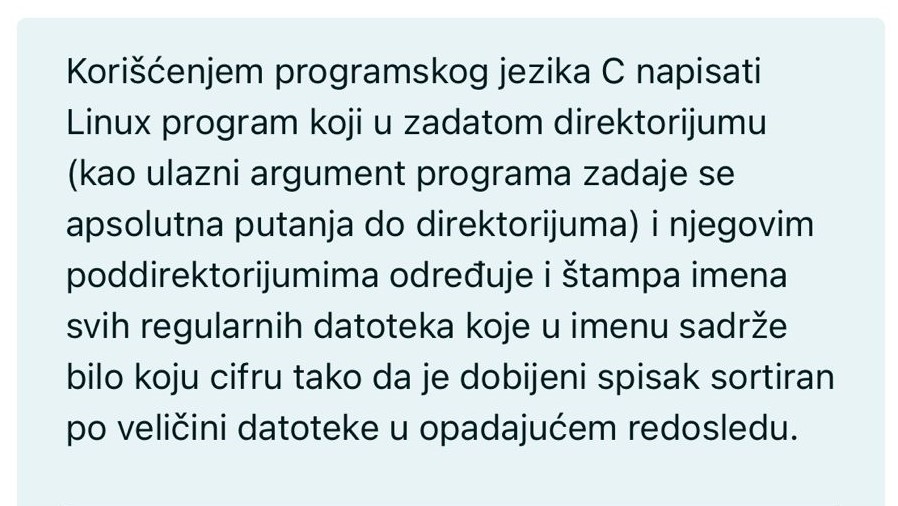 Korišćenjem programskog jezika C napisati
Linux program koji u zadatom direktorijumu
(kao ulazni argument programa zadaje se
apsolutna putanja do direktorijuma) i njegovim
poddirektorijumima određuje i štampa imena
svih regularnih datoteka koje u imenu sadrže
bilo koju cifru tako da je dobijeni spisak sortiran
po veličini datoteke u opadajućem redosledu.